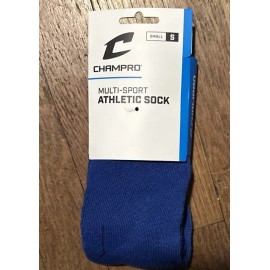 CHAMPRO®
SMALL S
MULTI-SPORT
ATHLETIC SOCK